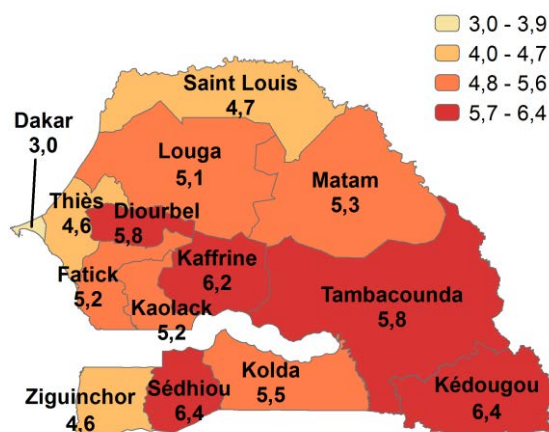 3,0 - 3,9
4,0 - 4,7
4,8 - 5,6
5,7 - 6,4
Saint Louis
4,7
Dakar
3,0
Louga
5,1
Matam
5,3
Thiès
4,6
Diourbel
5,8
Kaffrine
6,2
Fatick
5,2
Kaolack
5,2
Tambacounda
5,8
Ziguinchor
4,6
Sédhiou
6,4
Kolda
5,5
Kédougou
6,4